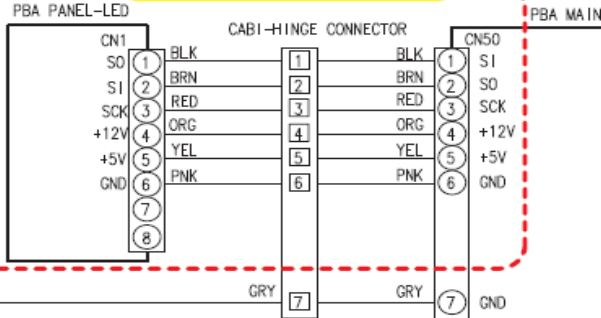 PBA PANEL-LED
PBA MAIN
CABI-HINGE CONNECTOR
CN1
CN50
SO 1 BLK 1 BLK 1 SI
SI 2 BRN 2 BRN 2 SO
SCK 3 RED 3 RED 3 SCK
+12V 4 ORG 4 ORG 4 +12V
+5V 5 YEL 5 YEL 5 +5V
GND 6 PNK 6 PNK 6 GND
7
8
GRY 7 GRY 7 GND